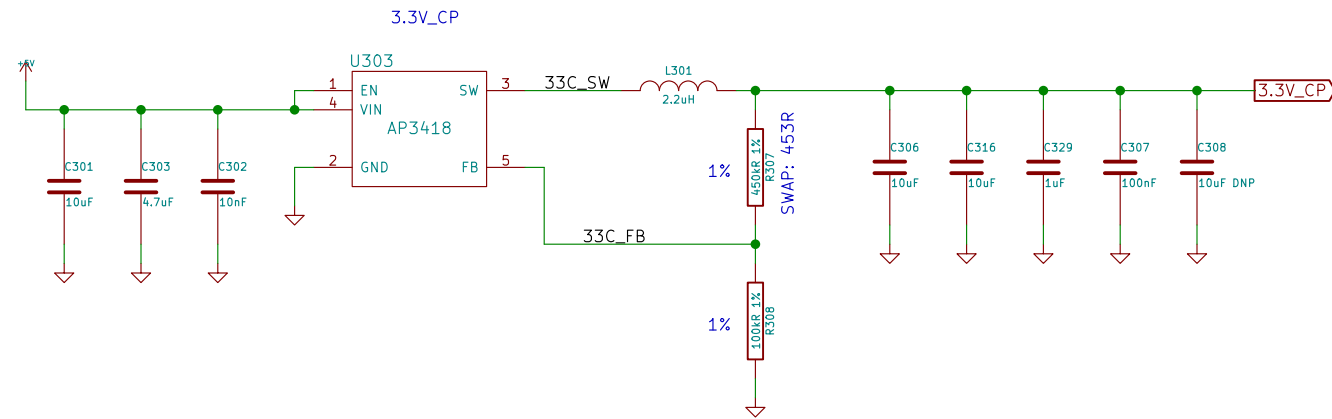 3.3V_CP
+5V
U303
1 EN
4 VIN
2 GND
SW 3
FB 5
AP3418
33C_SW
L301
2.2uH
3.3V_CP
C301
10uF
C303
4.7uF
C302
10nF
1%
450kR 1%
R307
SWAP: 453R
33C_FB
1%
100kR 1%
R308
C306
10uF
C316
10uF
C329
1uF
C307
100nF
C308
10uF DNP